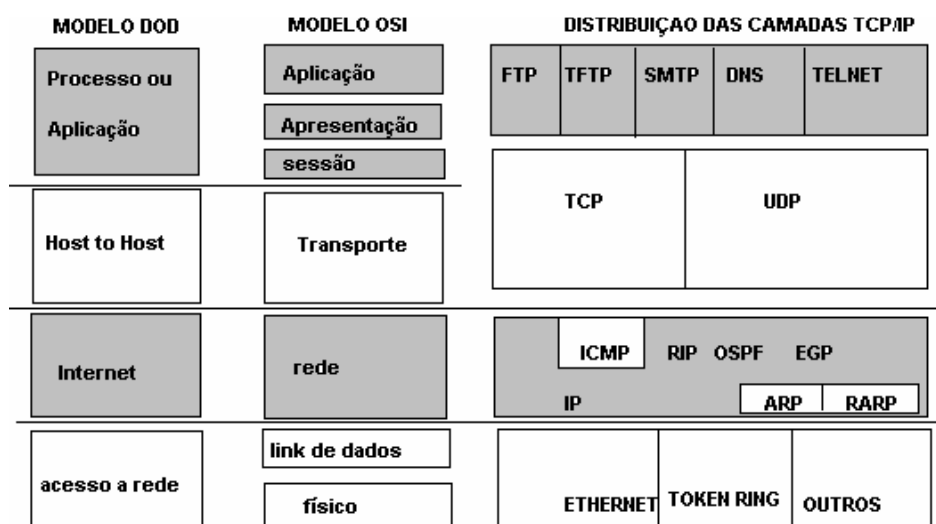 MODELO DOD
MODELO OSI
DISTRIBUIÇAO DAS CAMADAS TCP/IP
Processo ou
Aplicação
Aplicação
Apresentação
sessão
FTP
TFTP
SMTP
DNS
TELNET
Host to Host
Transporte
TCP
UDP
Internet
rede
ICMP
RIP
OSPF
EGP
IP
ARP
RARP
acesso a rede
link de dados
físico
ETHERNET
TOKEN RING
OUTROS